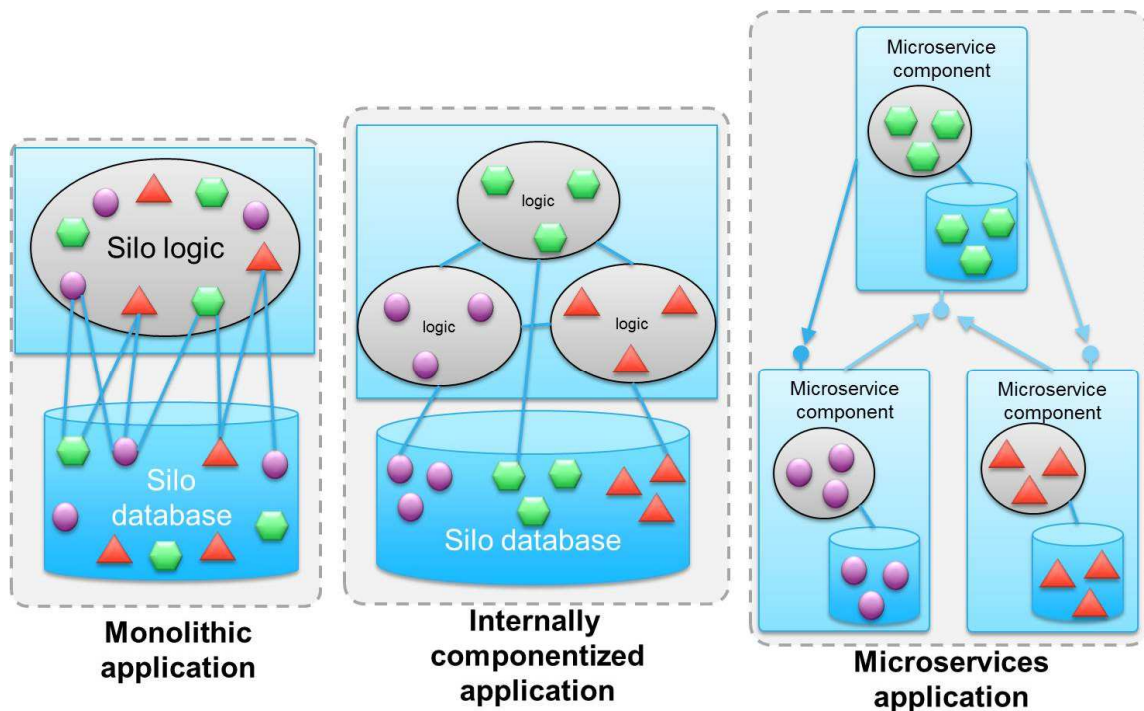 Silo logic
Silo
database
Monolithic
application
logic
logic
logic
Silo database
Internally
componentized
application
Microservice
component
Microservice
component
Microservice
component
Microservices
application